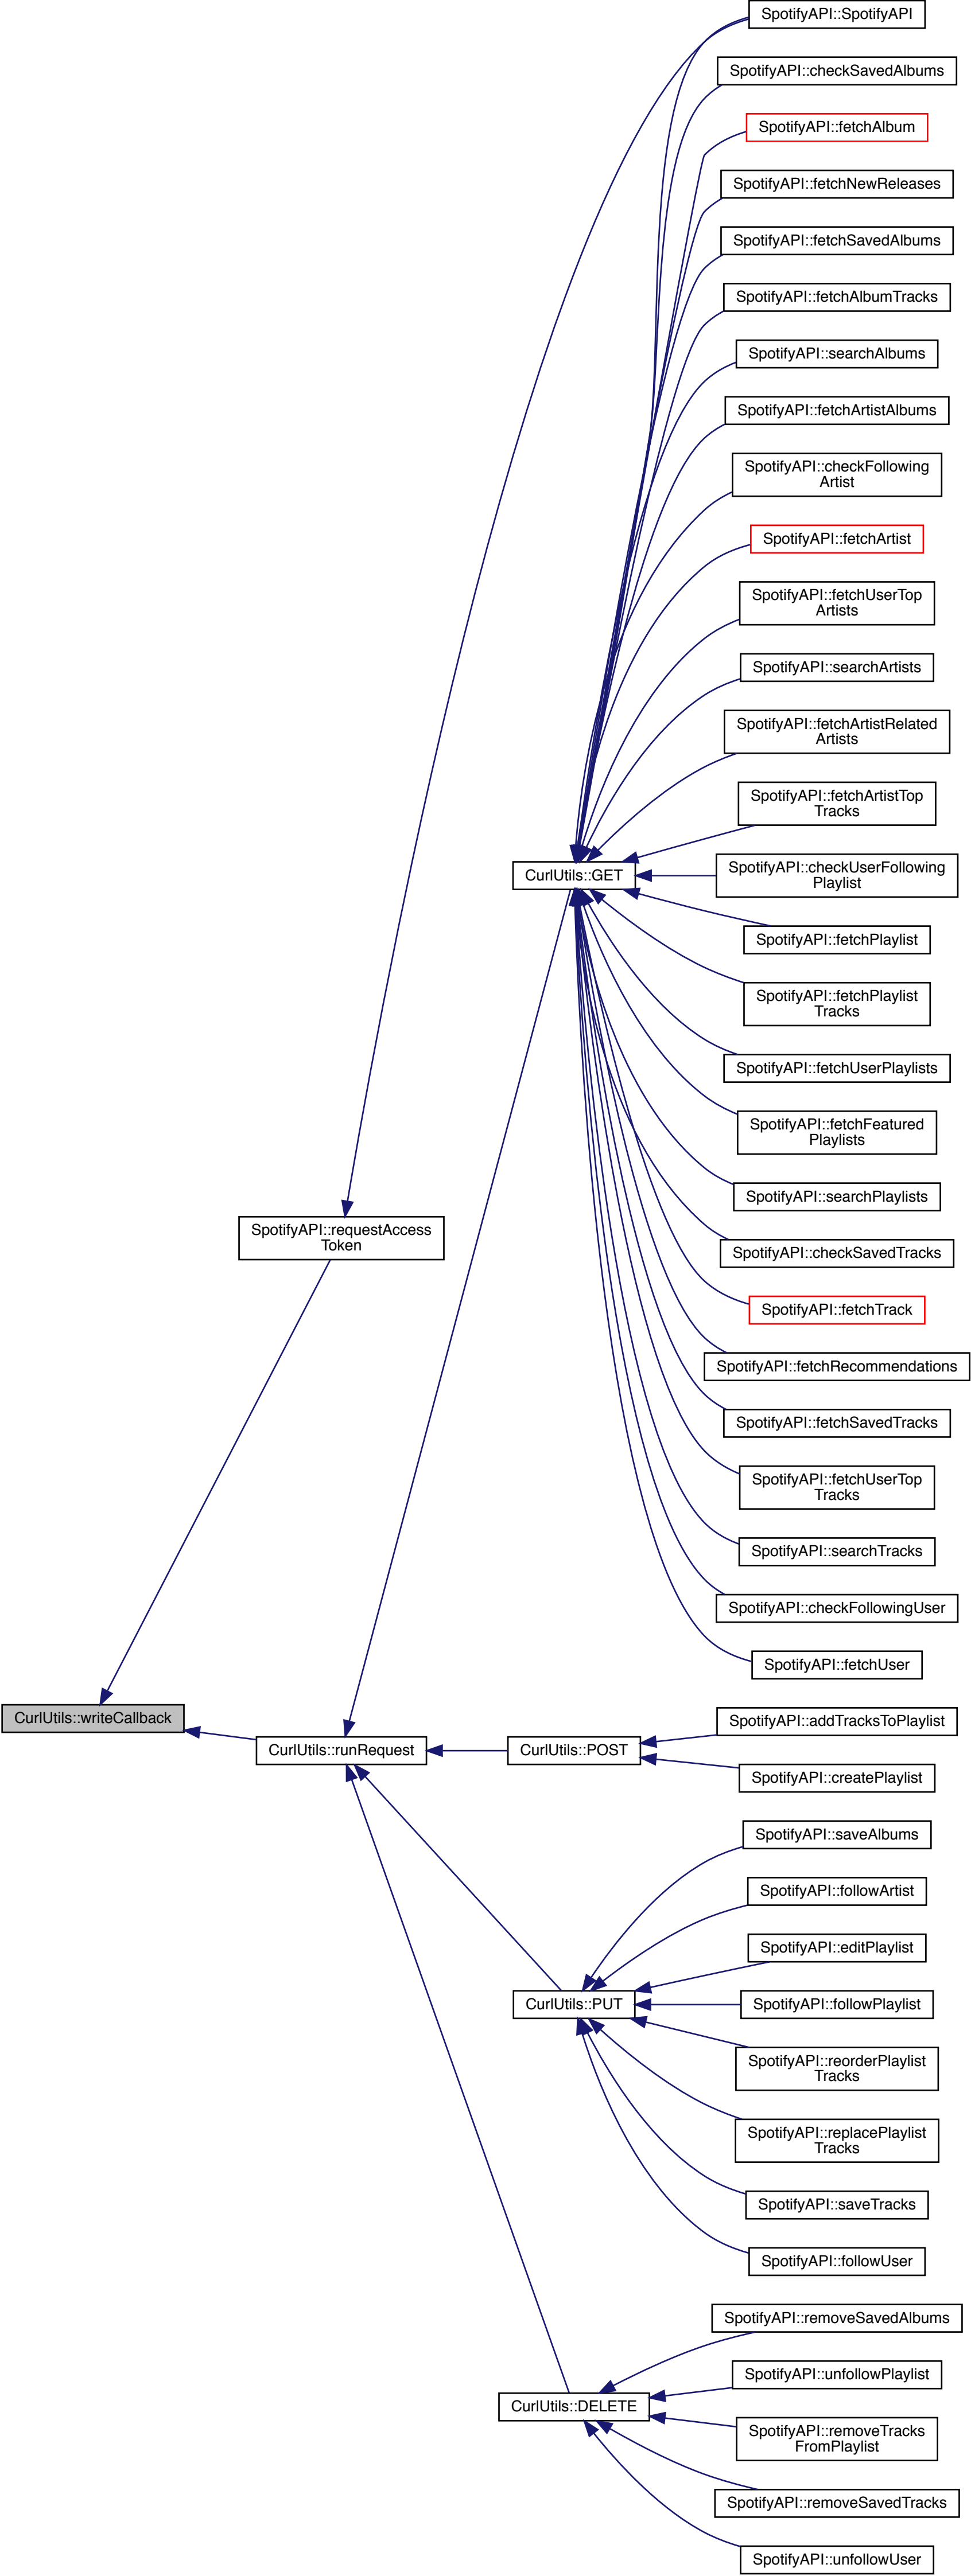 SpotifyAPI::SpotifyAPI
SpotifyAPI::checkSavedAlbums
SpotifyAPI::fetchAlbum
SpotifyAPI::fetchNewReleases
SpotifyAPI::fetchSavedAlbums
SpotifyAPI::fetchAlbumTracks
SpotifyAPI::searchAlbums
SpotifyAPI::fetchArtistAlbums
SpotifyAPI::checkFollowing
Artist
SpotifyAPI::fetchArtist
SpotifyAPI::fetchUserTop
Artists
SpotifyAPI::searchArtists
SpotifyAPI::fetchArtistRelated
Artists
SpotifyAPI::fetchArtistTop
Tracks
CurlUtils::GET
SpotifyAPI::checkUserFollowing
Playlist
SpotifyAPI::fetchPlaylist
SpotifyAPI::fetchPlaylist
Tracks
SpotifyAPI::fetchUserPlaylists
SpotifyAPI::fetchFeatured
Playlists
SpotifyAPI::searchPlaylists
SpotifyAPI::requestAccess
Token
SpotifyAPI::checkSavedTracks
SpotifyAPI::fetchTrack
SpotifyAPI::fetchRecommendations
SpotifyAPI::fetchSavedTracks
SpotifyAPI::fetchUserTop
Tracks
SpotifyAPI::searchTracks
SpotifyAPI::checkFollowingUser
SpotifyAPI::fetchUser
CurlUtils::writeCallback
CurlUtils::runRequest
CurlUtils::POST
SpotifyAPI::addTracksToPlaylist
SpotifyAPI::createPlaylist
SpotifyAPI::saveAlbums
SpotifyAPI::followArtist
SpotifyAPI::editPlaylist
CurlUtils::PUT
SpotifyAPI::followPlaylist
SpotifyAPI::reorderPlaylist
Tracks
SpotifyAPI::replacePlaylist
Tracks
SpotifyAPI::saveTracks
SpotifyAPI::followUser
SpotifyAPI::removeSavedAlbums
SpotifyAPI::unfollowPlaylist
CurlUtils::DELETE
SpotifyAPI::removeTracks
FromPlaylist
SpotifyAPI::removeSavedTracks
SpotifyAPI::unfollowUser